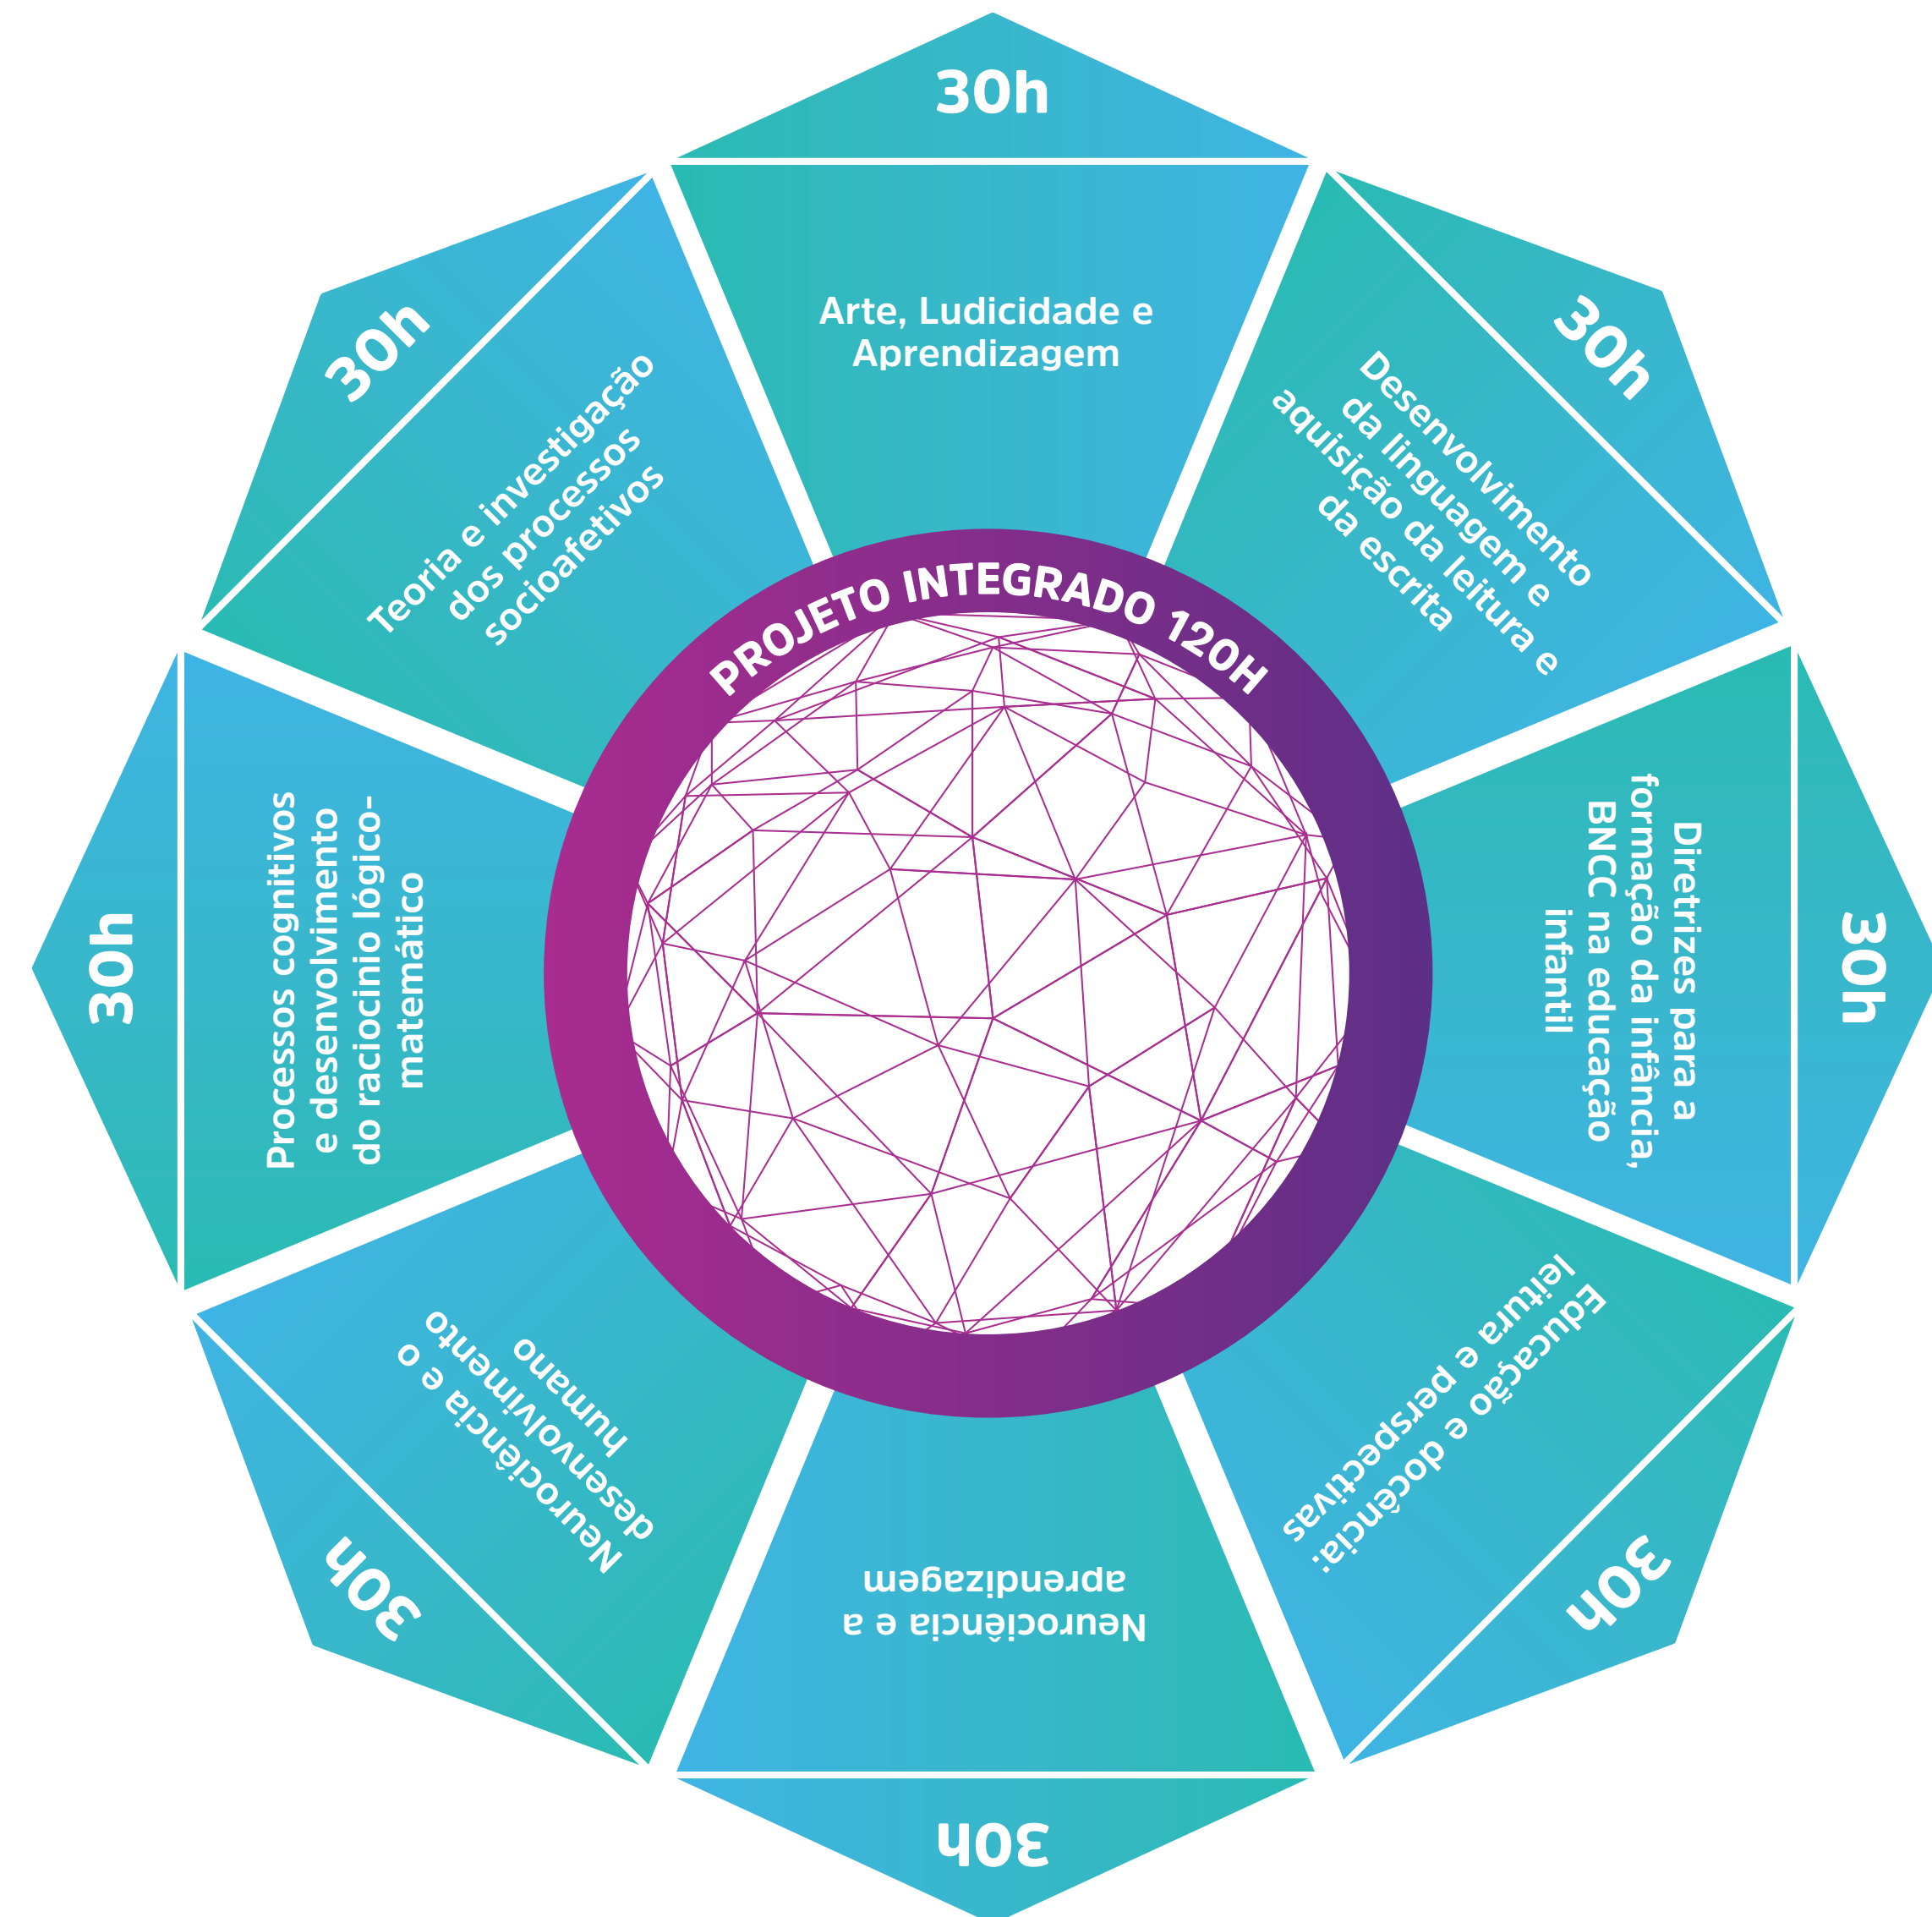 30h
Arte, Ludicidade e
Aprendizagem
30h
Desenvolvimento
da linguagem e
aquisição da leitura e
da escrita
30h
Diretrizes para a
formação da infância,
BNCC na educação
infantil
30h
Educação e docência:
leitura e perspectivas
30h
Neurociência e a
aprendizagem
30h
Neurociência e o
desenvolvimento
humano
30h
Processos cognitivos
e desenvolvimento
do raciocinio lógico-
matemático
30h
Teoria e investigação
dos processos
socioafetivos
PROJETO INTEGRADO 120H